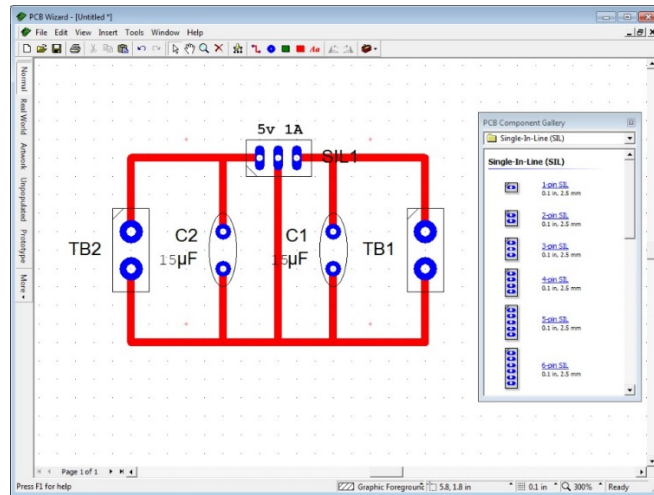 PCB Wizard - [Untitled *]
File Edit View Insert Tools Window Help
Normal
Real World
Artwork
Unpopulated
Prototype
More
5v 1A
SIL1
TB2
C2
15µF
C1
15µF
TB1
PCB Component Gallery
Single-In-Line (SIL)
Single-In-Line (SIL)
1-pin SIL
0.1 in, 2.5 mm
2-pin SIL
0.1 in, 2.5 mm
3-pin SIL
0.1 in, 2.5 mm
4-pin SIL
0.1 in, 2.5 mm
5-pin SIL
0.1 in, 2.5 mm
6-pin SIL
0.1 in, 2.5 mm
Page 1 of 1
Press F1 for help
Graphic Foreground
5.8, 1.8 in
0.1 in
300%
Ready